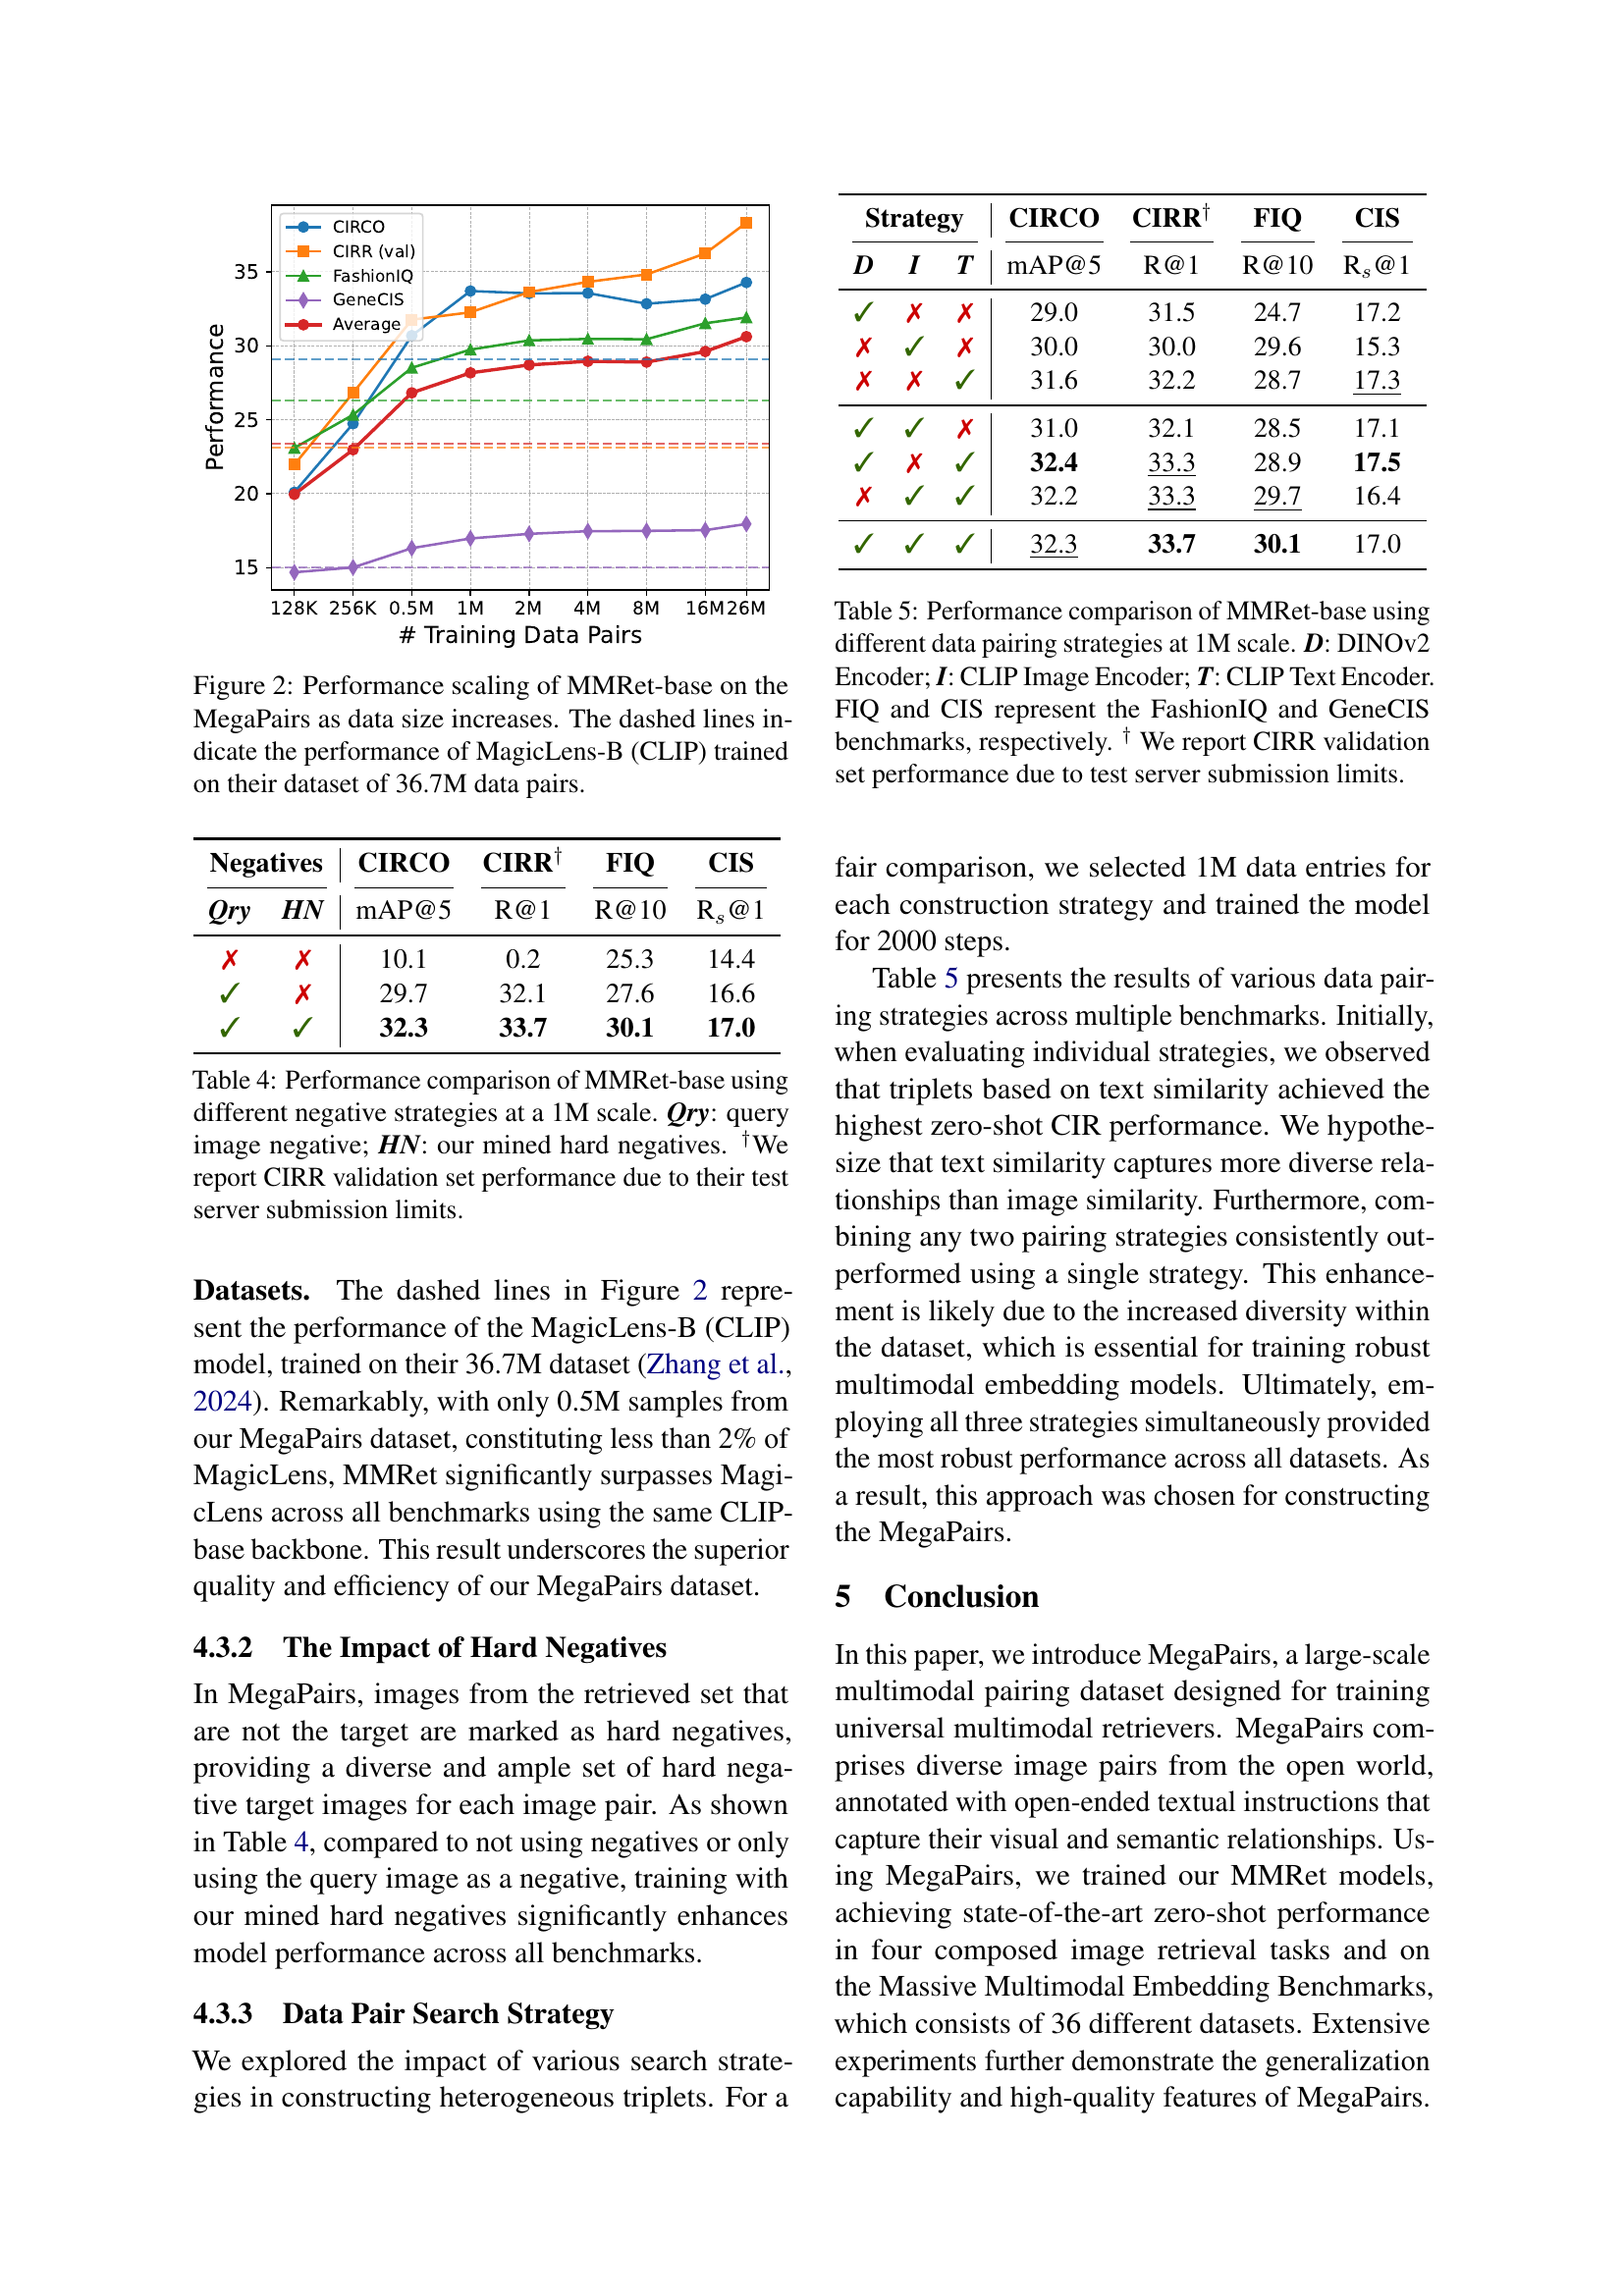 CIRCO
CIRR (val)
FashionIQ
GeneCIS
Average
Performance
35
30
25
20
15
128K 256K 0.5M 1M 2M 4M 8M 16M 26M
# Training Data Pairs
Figure 2: Performance scaling of MMRet-base on the
MegaPairs as data size increases. The dashed lines in-
dicate the performance of MagicLens-B (CLIP) trained
on their dataset of 36.7M data pairs.
Negatives CIRCO CIRR† FIQ CIS
Qry HN mAP@5 R@1 R@10 Rs@1
✗ ✗ 10.1 0.2 25.3 14.4
✓ ✗ 29.7 32.1 27.6 16.6
✓ ✓ 32.3 33.7 30.1 17.0
Table 4: Performance comparison of MMRet-base using
different negative strategies at a 1M scale. Qry: query
image negative; HN: our mined hard negatives. †We
report CIRR validation set performance due to their test
server submission limits.
Datasets. The dashed lines in Figure 2 repre-
sent the performance of the MagicLens-B (CLIP)
model, trained on their 36.7M dataset (Zhang et al.,
2024). Remarkably, with only 0.5M samples from
our MegaPairs dataset, constituting less than 2% of
MagicLens, MMRet significantly surpasses Magi-
cLens across all benchmarks using the same CLIP-
base backbone. This result underscores the superior
quality and efficiency of our MegaPairs dataset.
4.3.2 The Impact of Hard Negatives
In MegaPairs, images from the retrieved set that
are not the target are marked as hard negatives,
providing a diverse and ample set of hard nega-
tive target images for each image pair. As shown
in Table 4, compared to not using negatives or only
using the query image as a negative, training with
our mined hard negatives significantly enhances
model performance across all benchmarks.
4.3.3 Data Pair Search Strategy
We explored the impact of various search strate-
gies in constructing heterogeneous triplets. For a
Strategy CIRCO CIRR† FIQ CIS
D I T mAP@5 R@1 R@10 Rs@1
✓ ✗ ✗ 29.0 31.5 24.7 17.2
✗ ✓ ✗ 30.0 30.0 29.6 15.3
✗ ✗ ✓ 31.6 32.2 28.7 17.3
✓ ✓ ✗ 31.0 32.1 28.5 17.1
✓ ✗ ✓ 32.4 33.3 28.9 17.5
✗ ✓ ✓ 32.2 33.3 29.7 16.4
✓ ✓ ✓ 32.3 33.7 30.1 17.0
Table 5: Performance comparison of MMRet-base using
different data pairing strategies at 1M scale. D: DINOv2
Encoder; I: CLIP Image Encoder; T: CLIP Text Encoder.
FIQ and CIS represent the FashionIQ and GeneCIS
benchmarks, respectively. † We report CIRR validation
set performance due to test server submission limits.
fair comparison, we selected 1M data entries for
each construction strategy and trained the model
for 2000 steps.
Table 5 presents the results of various data pair-
ing strategies across multiple benchmarks. Initially,
when evaluating individual strategies, we observed
that triplets based on text similarity achieved the
highest zero-shot CIR performance. We hypothe-
size that text similarity captures more diverse rela-
tionships than image similarity. Furthermore, com-
bining any two pairing strategies consistently out-
performed using a single strategy. This enhance-
ment is likely due to the increased diversity within
the dataset, which is essential for training robust
multimodal embedding models. Ultimately, em-
ploying all three strategies simultaneously provided
the most robust performance across all datasets. As
a result, this approach was chosen for constructing
the MegaPairs.
5 Conclusion
In this paper, we introduce MegaPairs, a large-scale
multimodal pairing dataset designed for training
universal multimodal retrievers. MegaPairs com-
prises diverse image pairs from the open world,
annotated with open-ended textual instructions that
capture their visual and semantic relationships. Us-
ing MegaPairs, we trained our MMRet models,
achieving state-of-the-art zero-shot performance
in four composed image retrieval tasks and on
the Massive Multimodal Embedding Benchmarks,
which consists of 36 different datasets. Extensive
experiments further demonstrate the generalization
capability and high-quality features of MegaPairs.